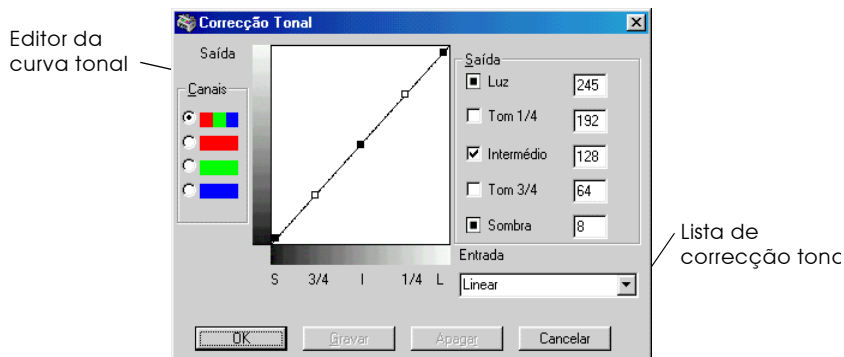 Correcção Tonal
Editor da
curva tonal
Saída
Canais
Saída
Luz 245
Tom 1/4 192
Intermédio 128
Tom 3/4 64
Sombra 8
Entrada
S 3/4 I 1/4 L
Linear
Lista de
correcção tona
OK Gravar Apagar Cancelar